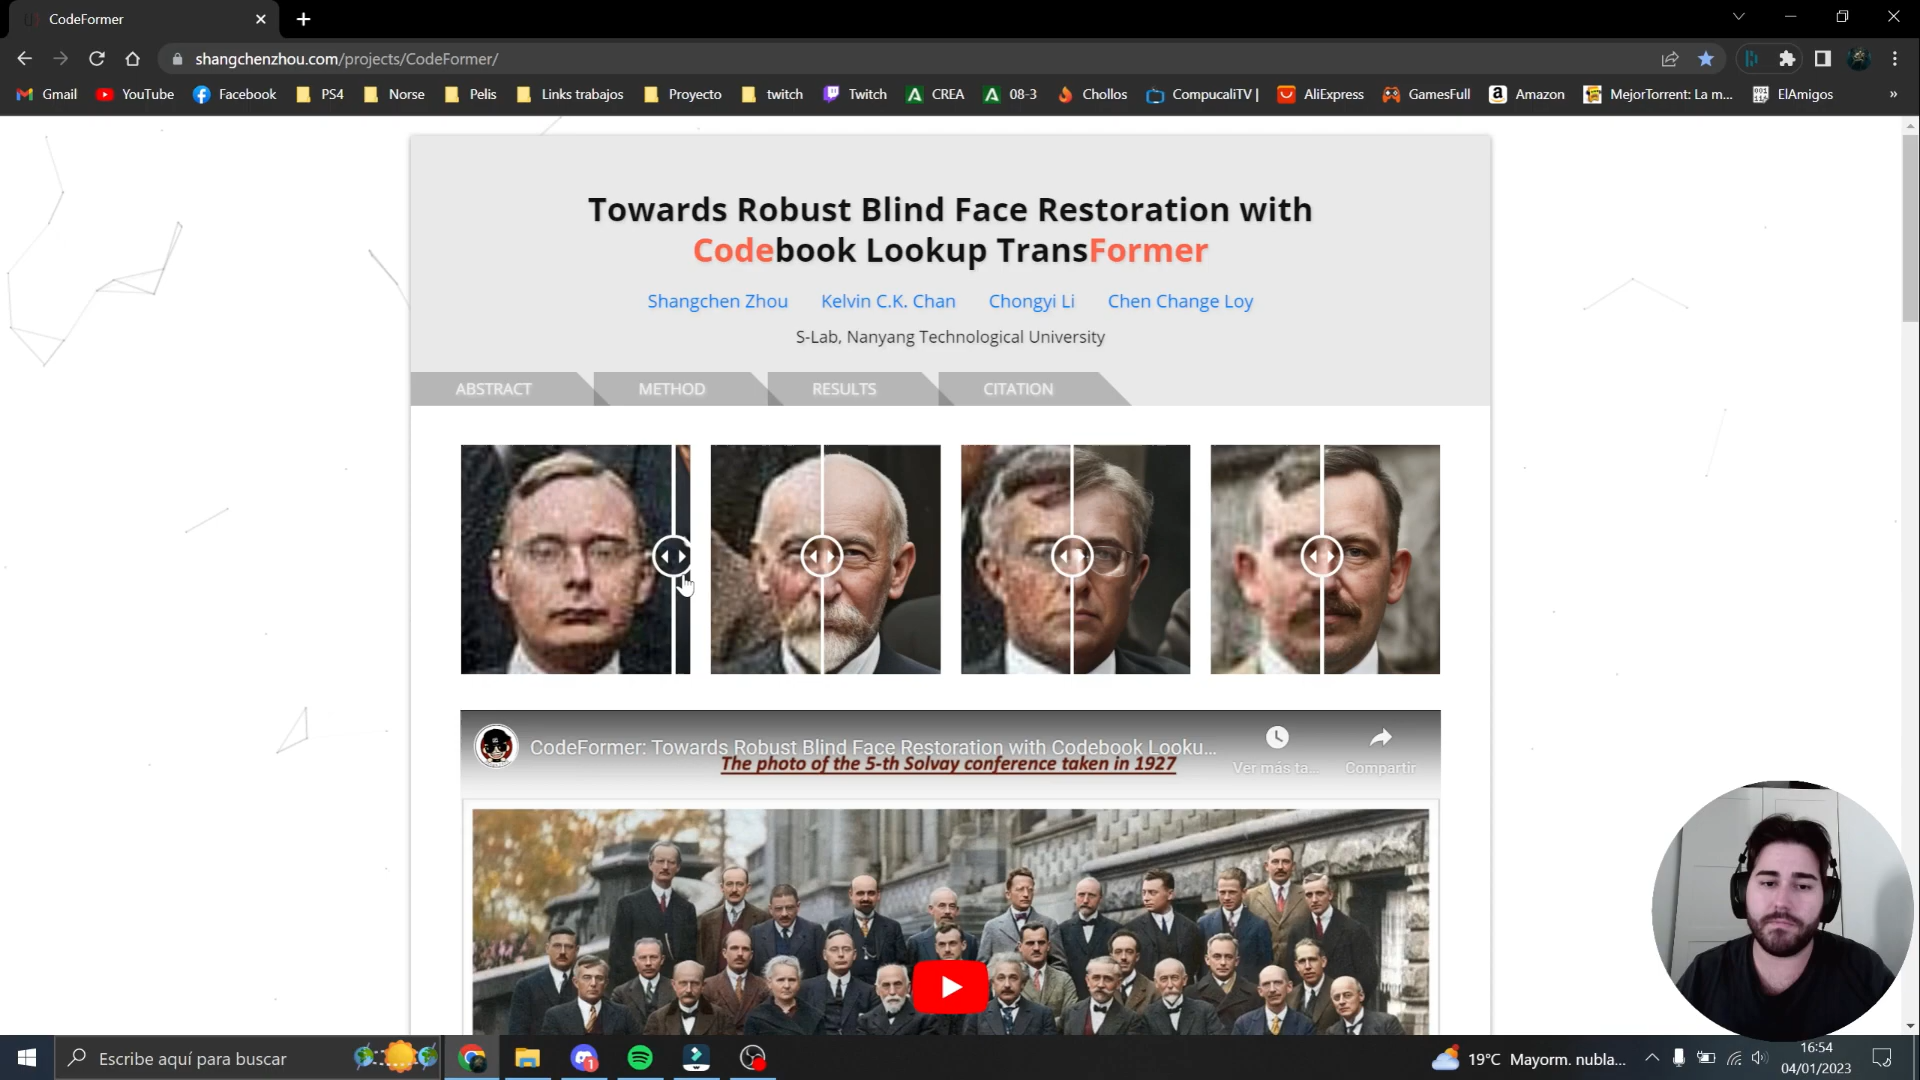 CodeFormer
shangchenzhou.com/projects/CodeFormer/
Gmail YouTube Facebook PS4 Norse Pelis Links trabajos Proyecto twitch Twitch CREA 08-3 Chollos CompucaliTV | AliExpress GamesFull Amazon MejorTorrent: La m... ElAmigos »
Towards Robust Blind Face Restoration with
Codebook Lookup TransFormer
Shangchen Zhou Kelvin C.K. Chan Chongyi Li Chen Change Loy
S-Lab, Nanyang Technological University
ABSTRACT METHOD RESULTS CITATION
CodeFormer: Towards Robust Blind Face Restoration with Codebook Looku...
The photo of the 5-th Solvay conference taken in 1927
Ver más ta... Compartir
Escribe aquí para buscar
1
19°C Mayorm. nubla...
16:54
04/01/2023